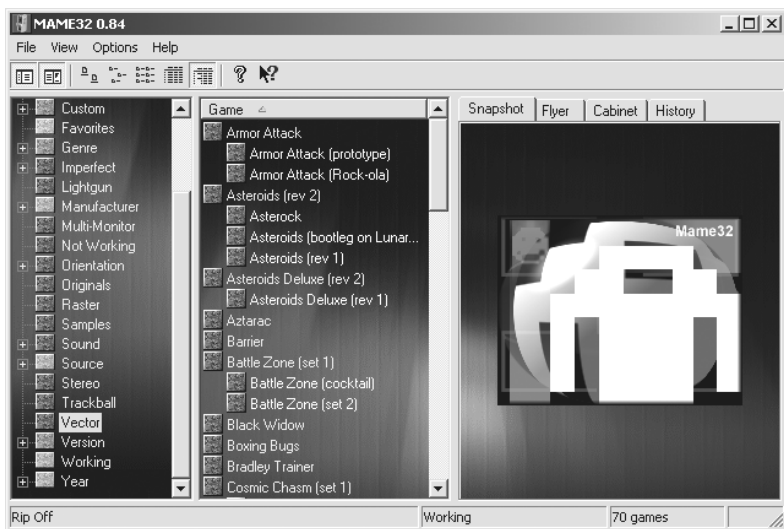 MAME32 0.84
File View Options Help
Custom
Favorites
Genre
Imperfect
Lightgun
Manufacturer
Multi-Monitor
Not Working
Orientation
Originals
Raster
Samples
Sound
Source
Stereo
Trackball
Vector
Version
Working
Year
Game
Armor Attack
Armor Attack (prototype)
Armor Attack (Rock-ola)
Asteroids (rev 2)
Asterock
Asteroids (bootleg on Lunar...
Asteroids (rev 1)
Asteroids Deluxe (rev 2)
Asteroids Deluxe (rev 1)
Aztarac
Barrier
Battle Zone (set 1)
Battle Zone (cocktail)
Battle Zone (set 2)
Black Widow
Boxing Bugs
Bradley Trainer
Cosmic Chasm (set 1)
Snapshot Flyer Cabinet History
Mame32
Rip Off Working 70 games